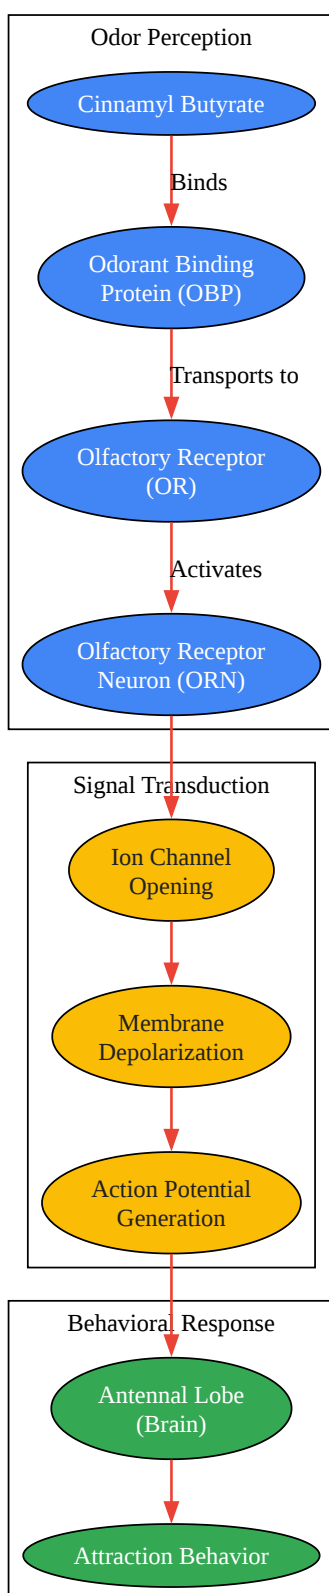 Odor Perception
Cinnamyl Butyrate
Binds
Odorant Binding
Protein (OBP)
Transports to
Olfactory Receptor
(OR)
Activates
Olfactory Receptor
Neuron (ORN)
Signal Transduction
Ion Channel
Opening
Membrane
Depolarization
Action Potential
Generation
Behavioral Response
Antennal Lobe
(Brain)
Attraction Behavior